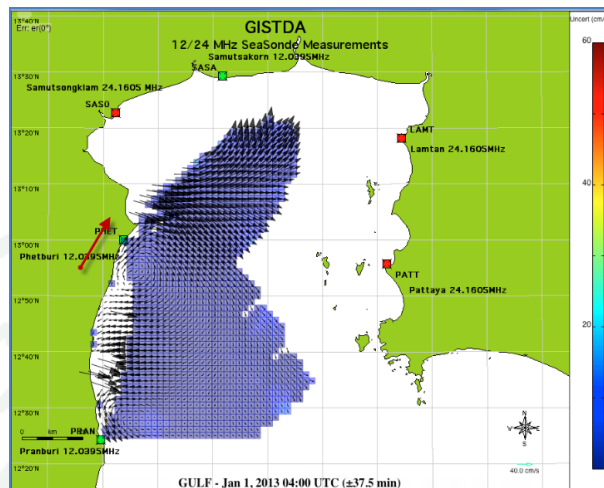 13°40'N
Err: er(0°)
GISTDA
12/24 MHz SeaSonde Measurements
Samutsakorn 12.0395MHz
SASA
Uncert (cm/
60
13°30'N
Samutsongklam 24.1605 MHz
SASO
13°20'N
LAMT
Lamtan 24.1605MHz
40
13°10'N
PHET
13°00'N
Phetburi 12.0395MHz
PATT
Pattaya 24.1605MHz
12°50'N
20
12°40'N
12°30'N
0 km
PRAN
Pranburi 12.0395MHz
N
W E
S
12°20'N
40.0 cm/s
GULF - Jan 1, 2013 04:00 UTC (±37.5 min)
0